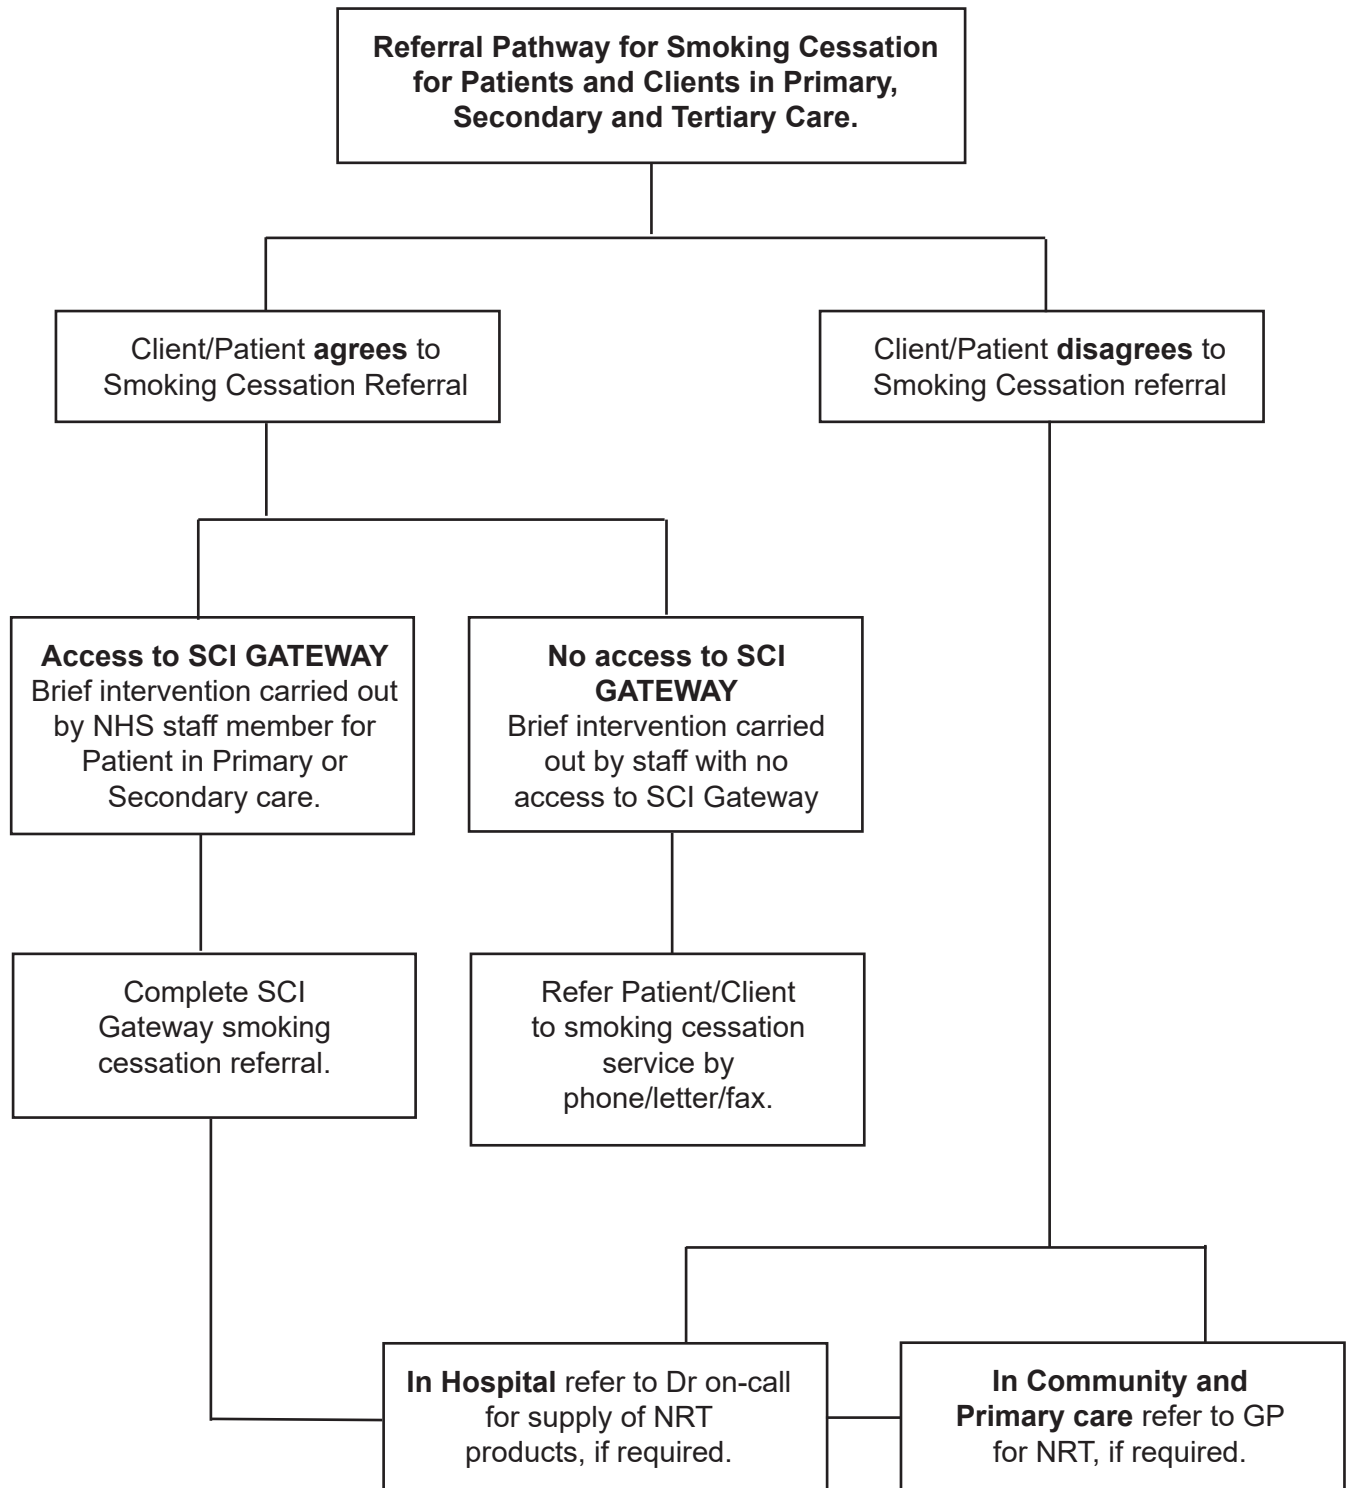 Referral Pathway for Smoking Cessation
for Patients and Clients in Primary,
Secondary and Tertiary Care.
Client/Patient agrees to
Smoking Cessation Referral
Client/Patient disagrees to
Smoking Cessation referral
Access to SCI GATEWAY
Brief intervention carried out
by NHS staff member for
Patient in Primary or
Secondary care.
No access to SCI
GATEWAY
Brief intervention carried
out by staff with no
access to SCI Gateway
Complete SCI
Gateway smoking
cessation referral.
Refer Patient/Client
to smoking cessation
service by
phone/letter/fax.
In Hospital refer to Dr on-call
for supply of NRT
products, if required.
In Community and
Primary care refer to GP
for NRT, if required.